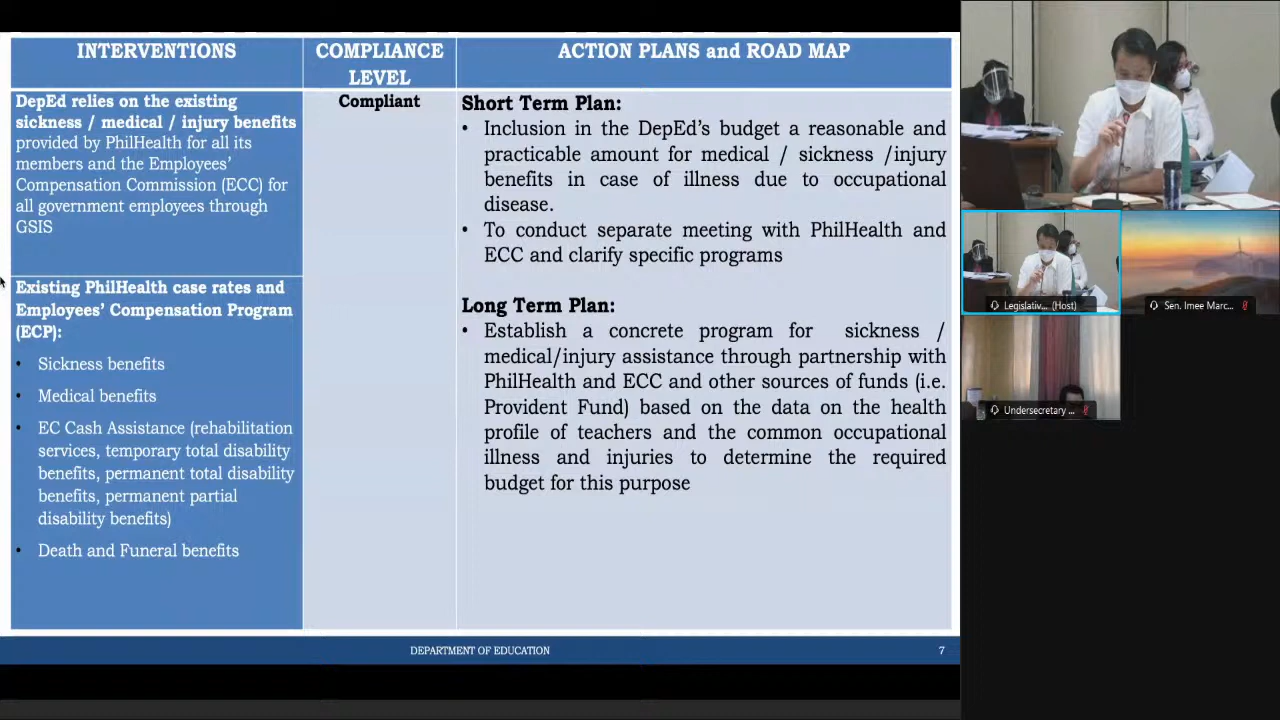 INTERVENTIONS
COMPLIANCE
LEVEL
ACTION PLANS and ROAD MAP
DepEd relies on the existing
sickness / medical / injury benefits
provided by PhilHealth for all its
members and the Employees’
Compensation Commission (ECC) for
all government employees through
GSIS
Existing PhilHealth case rates and
Employees’ Compensation Program
(ECP):
• Sickness benefits
• Medical benefits
• EC Cash Assistance (rehabilitation
services, temporary total disability
benefits, permanent total disability
benefits, permanent partial
disability benefits)
• Death and Funeral benefits
Compliant
Short Term Plan:
• Inclusion in the DepEd’s budget a reasonable and
practicable amount for medical / sickness /injury
benefits in case of illness due to occupational
disease.
• To conduct separate meeting with PhilHealth and
ECC and clarify specific programs
Long Term Plan:
• Establish a concrete program for sickness /
medical/injury assistance through partnership with
PhilHealth and ECC and other sources of funds (i.e.
Provident Fund) based on the data on the health
profile of teachers and the common occupational
illness and injuries to determine the required
budget for this purpose
DEPARTMENT OF EDUCATION
7
Legislativ... (Host)
Sen. Imee Marc...
Undersecretary ...